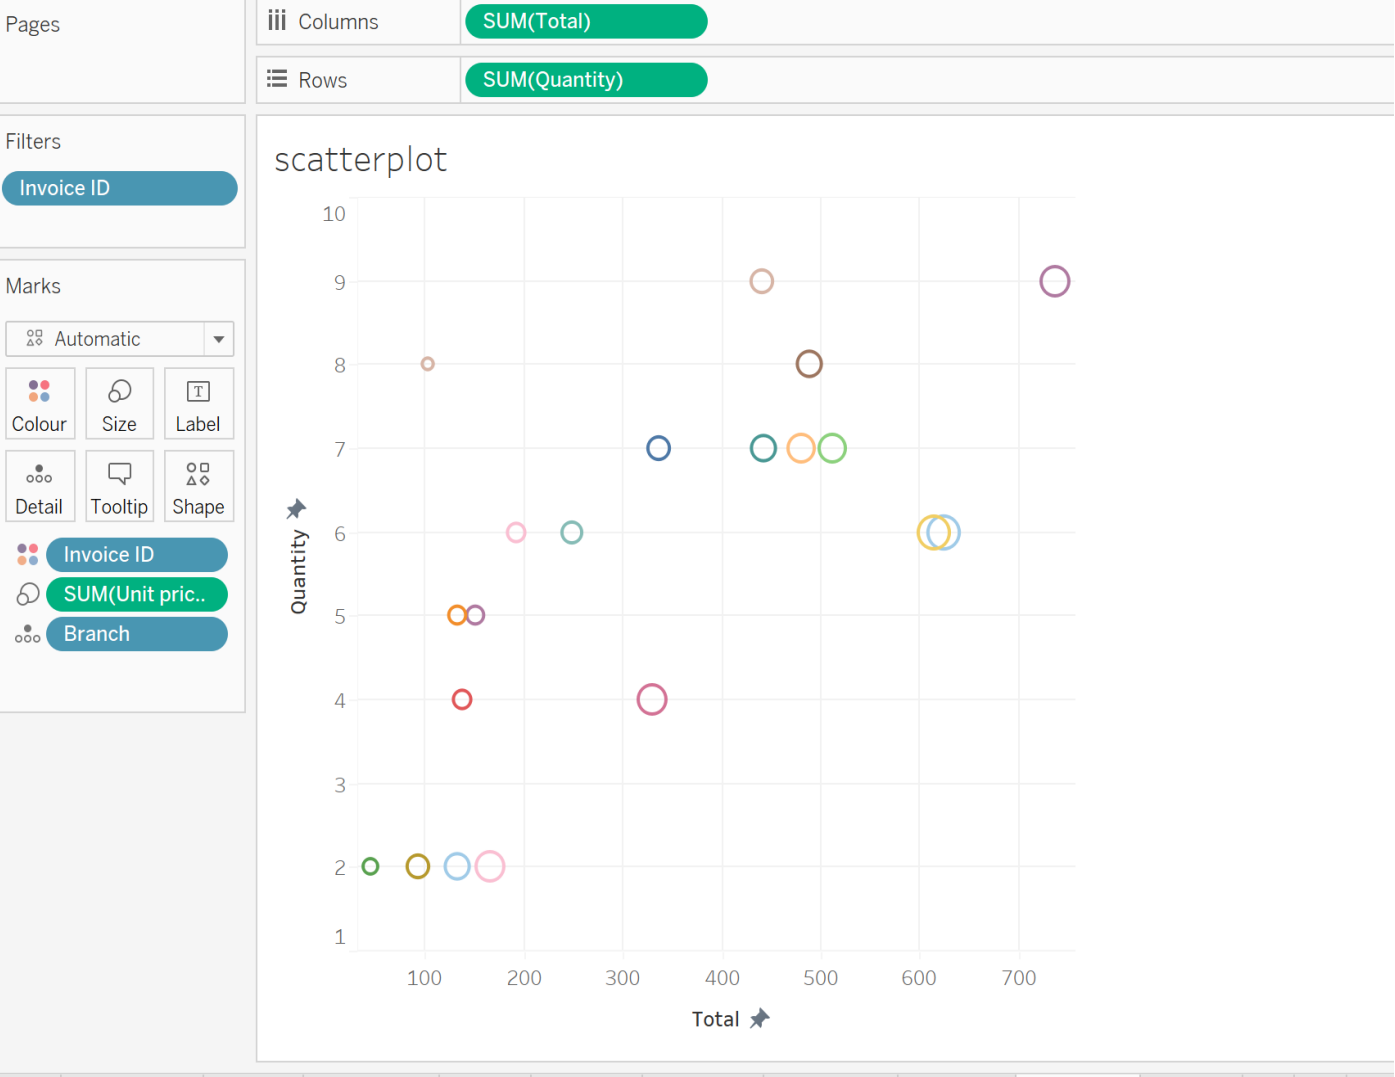 Pages
Columns
SUM(Total)
Rows
SUM(Quantity)
Filters
Invoice ID
Marks
Automatic
Colour
Size
T
Label
Detail
Tooltip
Shape
Invoice ID
SUM(Unit pric..
Branch
scatterplot
10
9
8
7
6
5
4
3
2
1
Quantity
100 200 300 400 500 600 700
Total